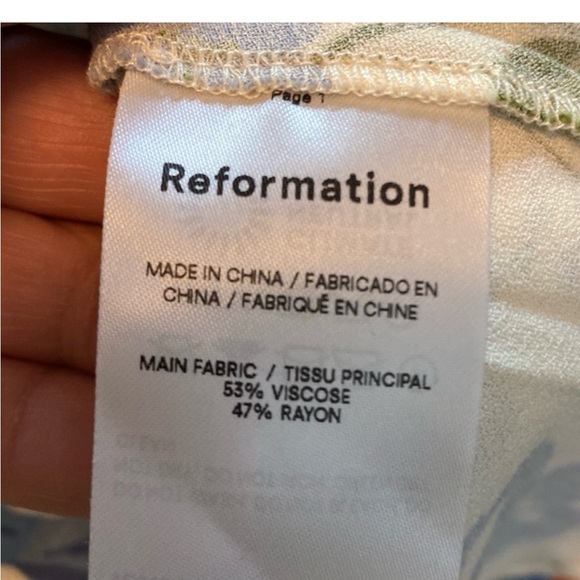 Page 1
Reformation
MADE IN CHINA / FABRICADO EN
CHINA / FABRIQUÉ EN CHINE
MAIN FABRIC / TISSU PRINCIPAL
53% VISCOSE
47% RAYON